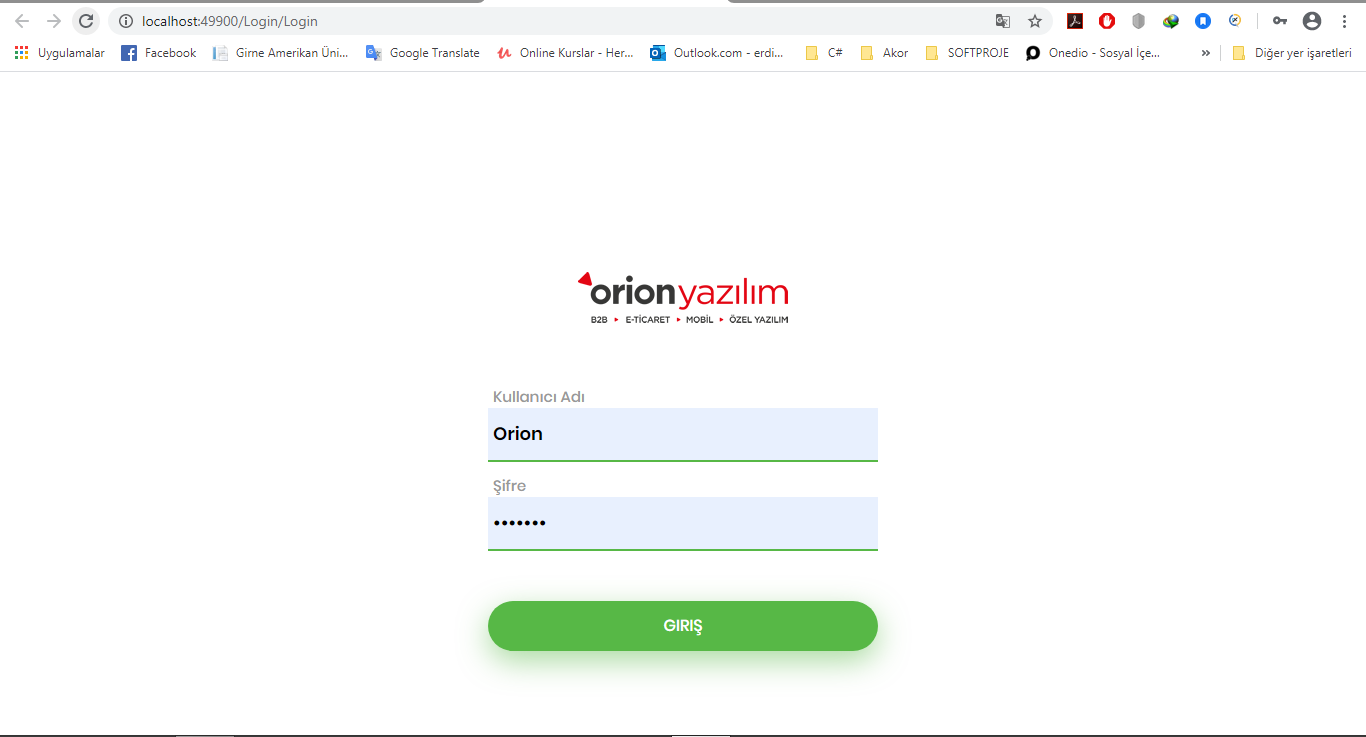 localhost:49900/Login/Login
Uygulamalar Facebook Girne Amerikan Üni... Google Translate Online Kurslar - Her... Outlook.com - erdi... C# Akor SOFTPROJE Onedio - Sosyal İçe... » Diğer yer işaretleri
orionyazılım
B2B ▸ E-TİCARET ▸ MOBİL ▸ ÖZEL YAZILIM
Kullanıcı Adı
Orion
Şifre
•••••••
GIRIŞ